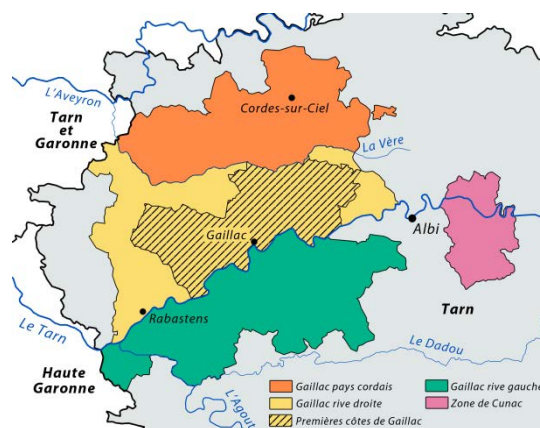 Cordes-sur-Ciel
L'Aveyron
Tarn
et
Garonne
La Vère
Gaillac
Albi
Rabastens
Tarn
Le Tarn
Le Dadou
Haute
Garonne
L'Agout
Gaillac pays cordais
Gaillac rive droite
Premières côtes de Gaillac
Gaillac rive gauche
Zone de Cunac